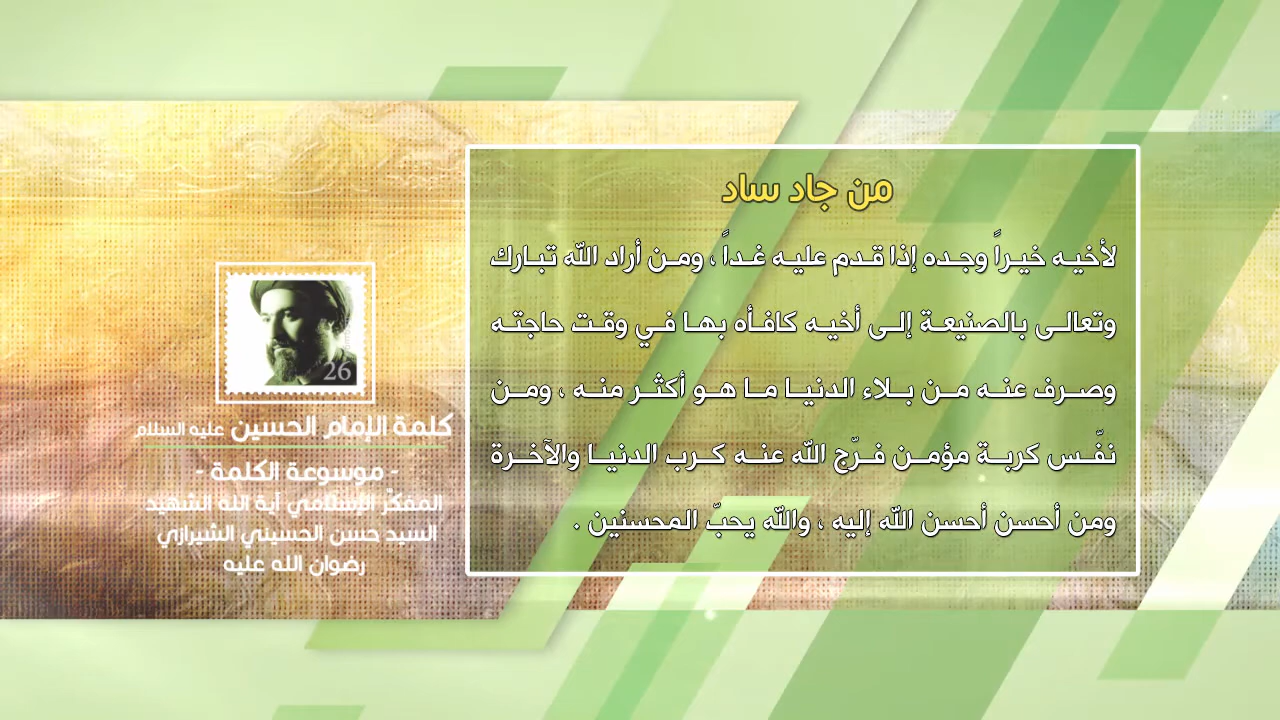 من جاد ساد
لأخيه خيراً وجده إذا قدم عليه غداً ، ومن أراد الله تبارك
وتعالى بالصنيعة إلى أخيه كافأه بها في وقت حاجته
وصرف عنه من بلاء الدنيا ما هو أكثر منه ، ومن
نفّس كربة مؤمن فرّج الله عنه كرب الدنيا والآخرة
ومن أحسن أحسن الله إليه ، والله يحبّ المحسنين .
26
كلمة الإمام الحسين عليه السلام
- موسوعة الكلمة -
المفكّر الإسلامي آية الله الشهيد
السيد حسن الحسيني الشيرازي
رضوان الله عليه